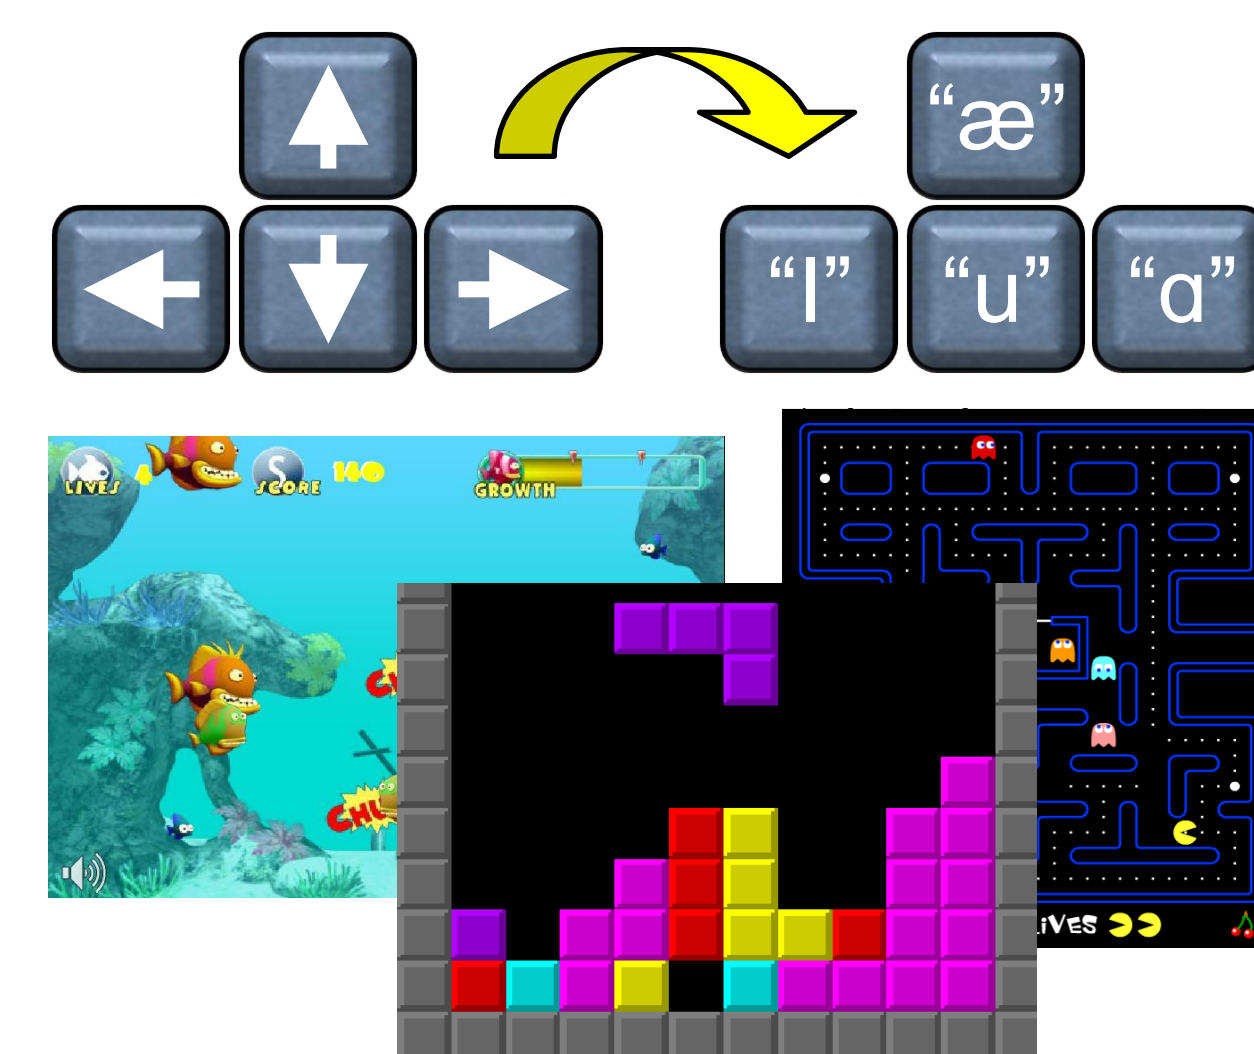 “æ”
“I” “u” “ɑ”
LIVES 4 SCORE 140
GROWTH
LIVES